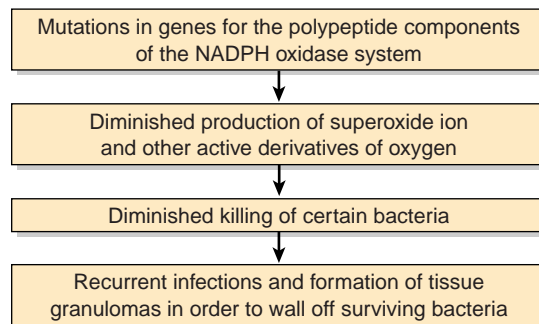 Mutations in genes for the polypeptide components
of the NADPH oxidase system
Diminished production of superoxide ion
and other active derivatives of oxygen
Diminished killing of certain bacteria
Recurrent infections and formation of tissue
granulomas in order to wall off surviving bacteria